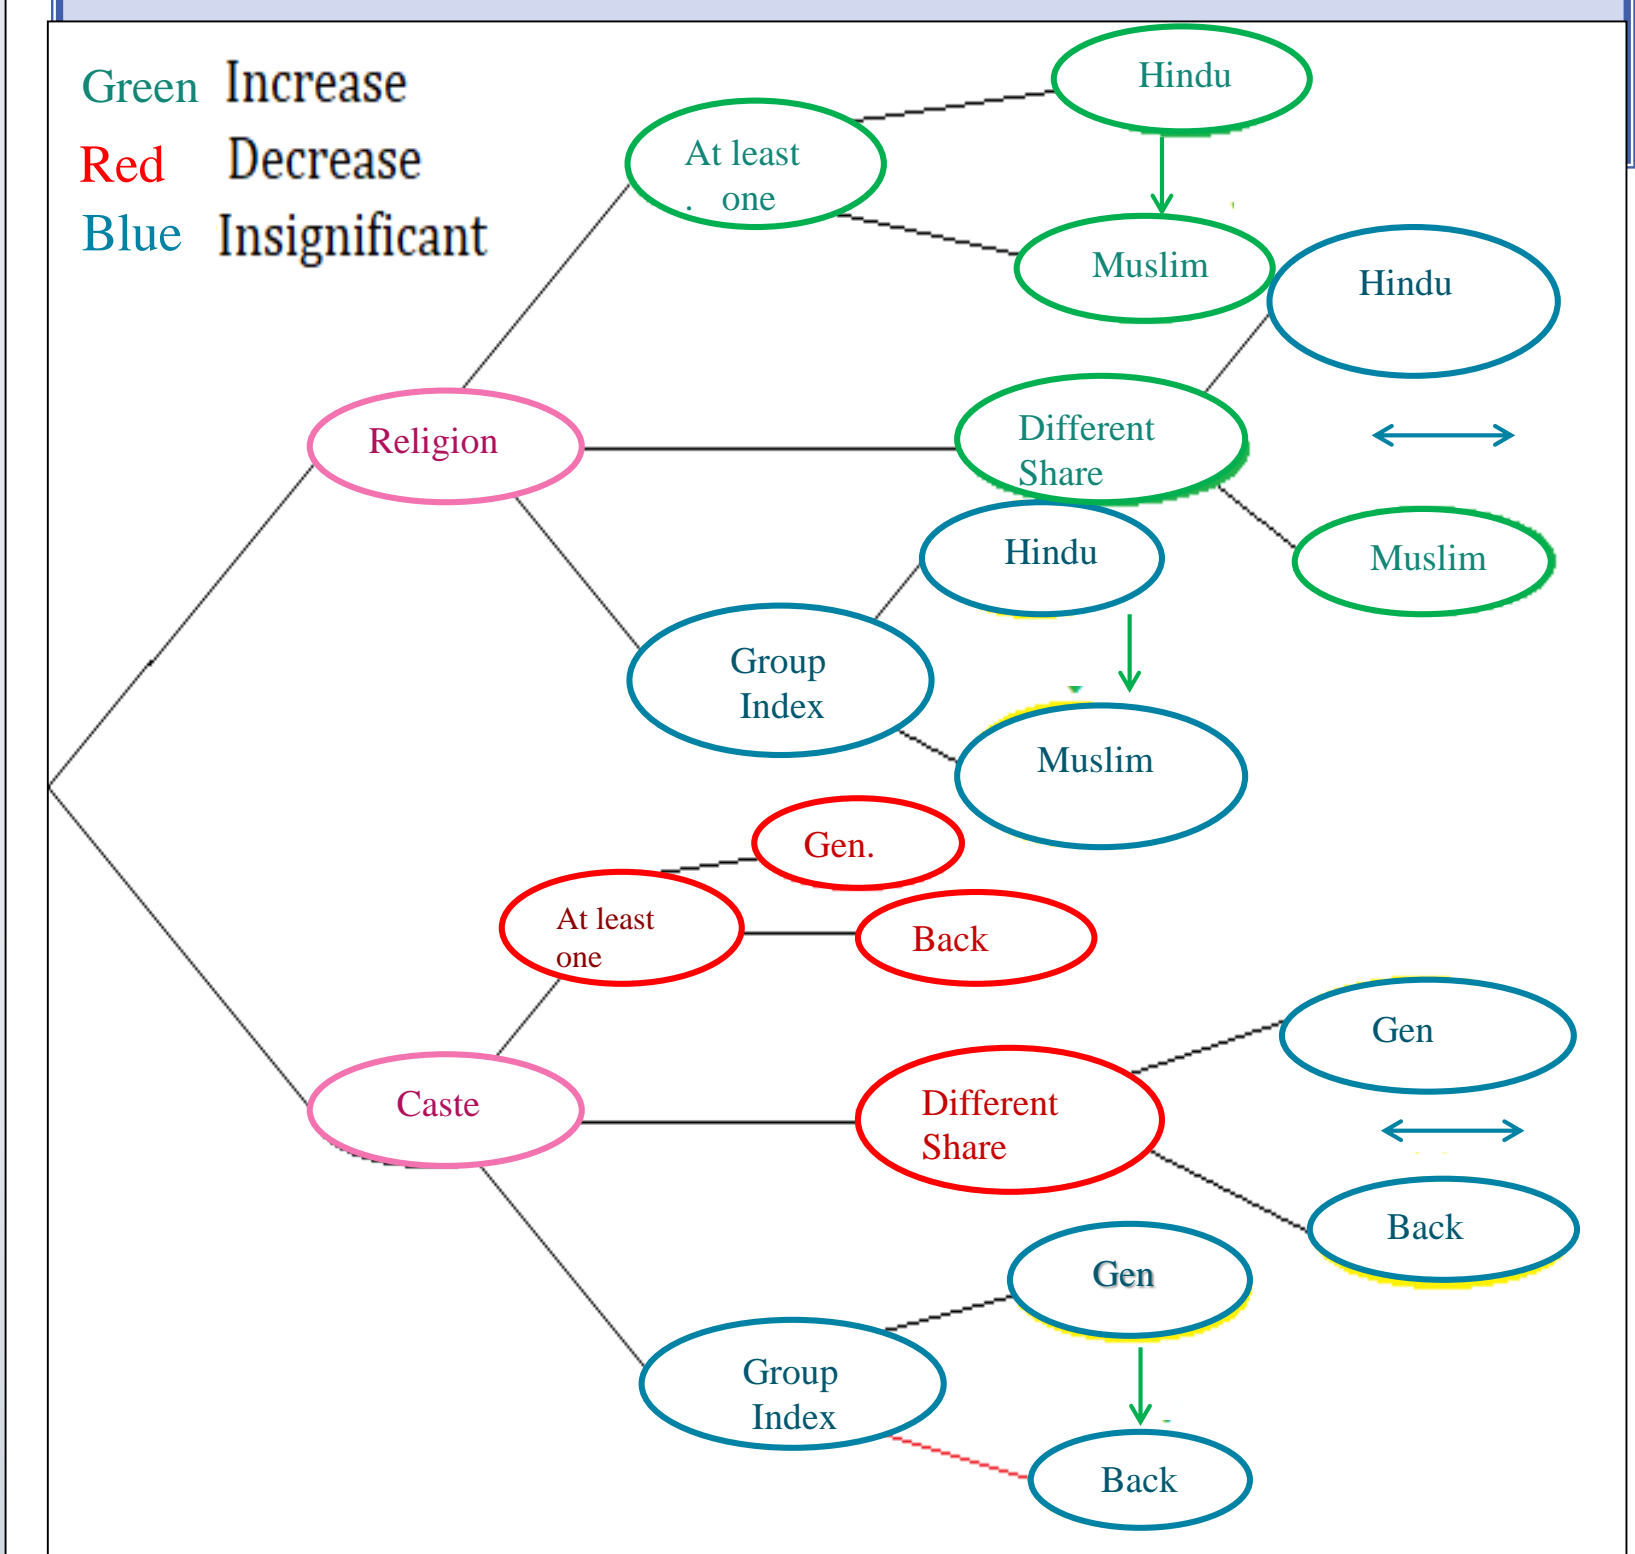 Green Increase
Red Decrease
Blue Insignificant
Hindu
At least
. one
Muslim
Hindu
Religion
Different
Share
Muslim
Hindu
Group
Index
Muslim
Gen.
At least
one
Back
Gen
Caste
Different
Share
Back
Gen
Group
Index
Back